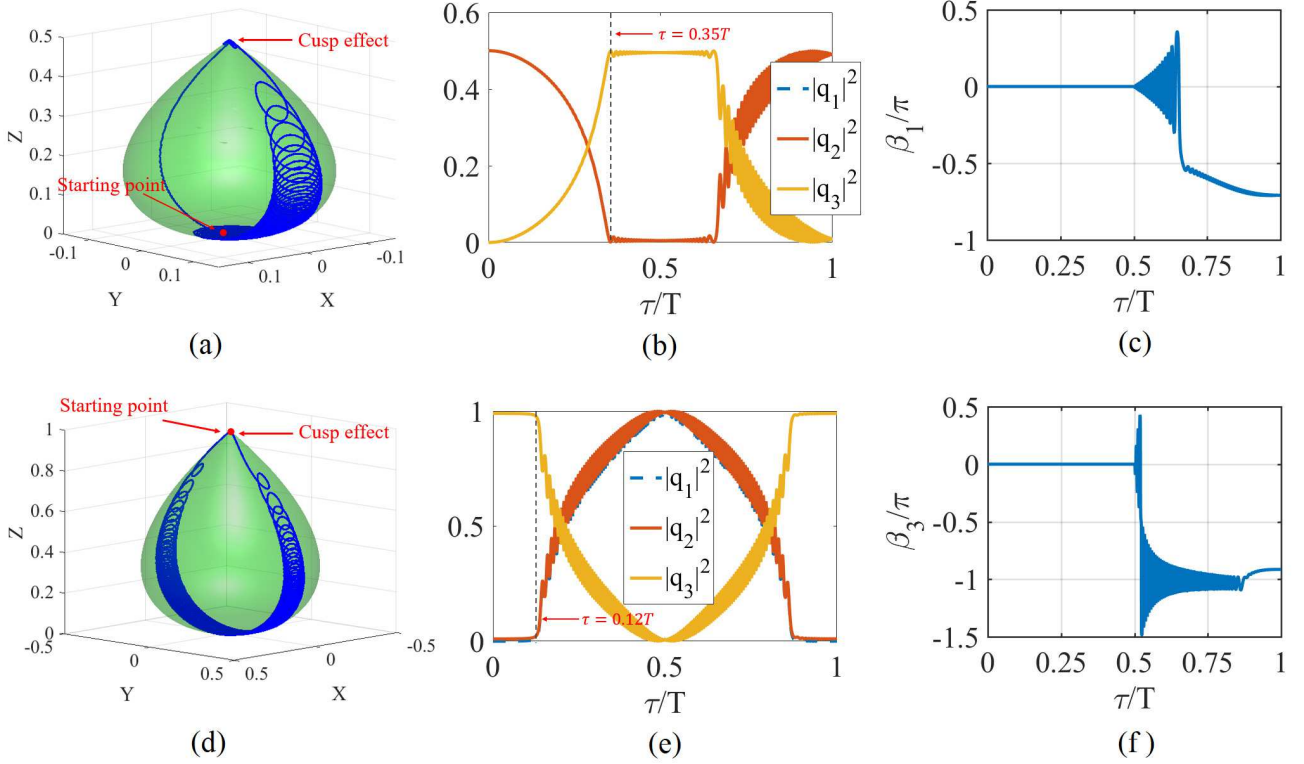 0.5
0.4
0.3
0.2
0.1
0
Z
Cusp effect
Starting point
-0.1
0
0.1
Y
0.1
0
-0.1
X
(a)
0.6
0.4
0.2
0
τ = 0.35T
|q₁|²
|q₂|²
|q₃|²
0
0.5
1
τ/T
(b)
0.5
0
-0.5
-1
β₁/π
0
0.25
0.5
0.75
1
τ/T
(c)
Starting point
Cusp effect
1
0.8
0.6
0.4
0.2
0
Z
-0.5
0
0.5
Y
0.5
0
-0.5
X
(d)
1
0.5
0
|q₁|²
|q₂|²
|q₃|²
τ = 0.12T
0
0.5
1
τ/T
(e)
0.5
0
-0.5
-1
-1.5
β₃/π
0
0.25
0.5
0.75
1
τ/T
(f )